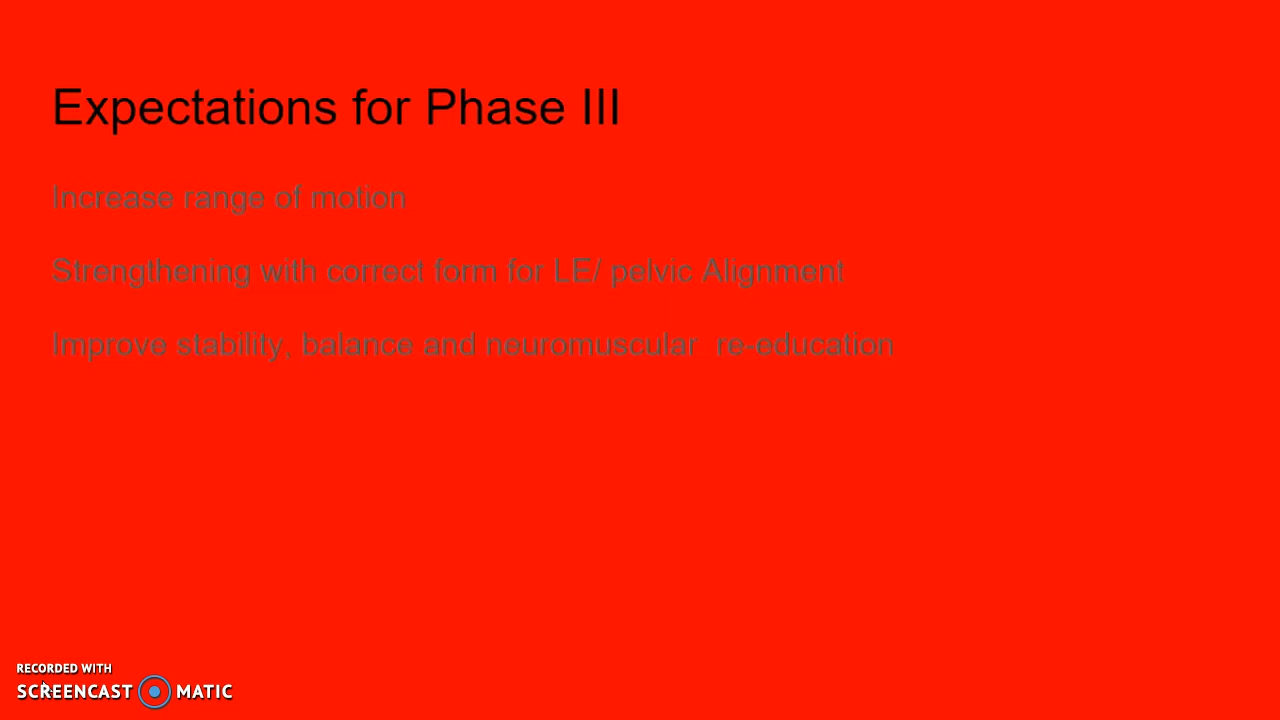 Expectations for Phase III
Increase range of motion
Strengthening with correct form for LE/ pelvic Alignment
Improve stability, balance and neuromuscular  re-education
RECORDED WITH
SCREENCAST MATIC